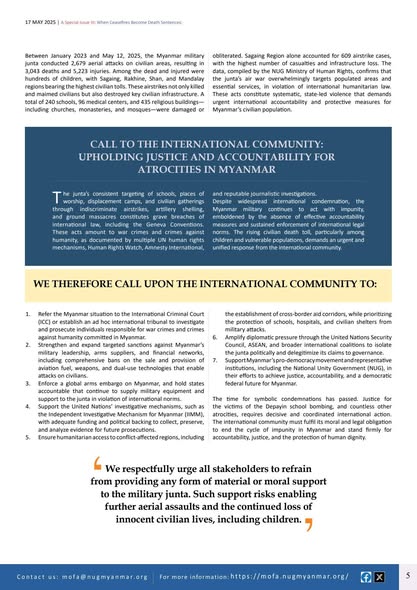 17 MAY 2025 | A Special Issue III: When Ceasefires Become Death Sentences:
Between January 2023 and May 12, 2025, the Myanmar military
junta conducted 2,679 aerial attacks on civilian areas, resulting in
3,043 deaths and 5,223 injuries. Among the dead and injured were
hundreds of children, with Sagaing, Rakhine, Shan, and Mandalay
regions bearing the highest civilian tolls. These airstrikes not only killed
and maimed civilians but also destroyed key civilian infrastructure. A
total of 240 schools, 96 medical centers, and 435 religious buildings—
including churches, monasteries, and mosques—were damaged or
obliterated. Sagaing Region alone accounted for 609 airstrike cases,
with the highest number of casualties and infrastructure loss. The
data, compiled by the NUG Ministry of Human Rights, confirms that
the junta's air war overwhelmingly targets populated areas and
essential services, in violation of international humanitarian law.
These acts constitute systematic, state-led violence that demands
urgent international accountability and protective measures for
Myanmar's civilian population.
CALL TO THE INTERNATIONAL COMMUNITY:
UPHOLDING JUSTICE AND ACCOUNTABILITY FOR
ATROCITIES IN MYANMAR
The junta's consistent targeting of schools, places of
worship, displacement camps, and civilian gatherings
through indiscriminate airstrikes, artillery shelling,
and ground massacres constitutes grave breaches of
international law, including the Geneva Conventions.
These acts amount to war crimes and crimes against
humanity, as documented by multiple UN human rights
mechanisms, Human Rights Watch, Amnesty International,
and reputable journalistic investigations.
Despite widespread international condemnation, the
Myanmar military continues to act with impunity,
emboldened by the absence of effective accountability
measures and sustained enforcement of international legal
norms. The rising civilian death toll, particularly among
children and vulnerable populations, demands an urgent and
unified response from the international community.
WE THEREFORE CALL UPON THE INTERNATIONAL COMMUNITY TO:
1. Refer the Myanmar situation to the International Criminal Court
(ICC) or establish an ad hoc international tribunal to investigate
and prosecute individuals responsible for war crimes and crimes
against humanity committed in Myanmar.
2. Strengthen and expand targeted sanctions against Myanmar's
military leadership, arms suppliers, and financial networks,
including comprehensive bans on the sale and provision of
aviation fuel, weapons, and dual-use technologies that enable
attacks on civilians.
3. Enforce a global arms embargo on Myanmar, and hold states
accountable that continue to supply military equipment and
support to the junta in violation of international norms.
4. Support the United Nations' investigative mechanisms, such as
the Independent Investigative Mechanism for Myanmar (IIMM),
with adequate funding and political backing to collect, preserve,
and analyze evidence for future prosecutions.
5. Ensure humanitarian access to conflict-affected regions, including
the establishment of cross-border aid corridors, while prioritizing
the protection of schools, hospitals, and civilian shelters from
military attacks.
6. Amplify diplomatic pressure through the United Nations Security
Council, ASEAN, and broader international coalitions to isolate
the junta politically and delegitimize its claims to governance.
7. Support Myanmar's pro-democracy movement and representative
institutions, including the National Unity Government (NUG), in
their efforts to achieve justice, accountability, and a democratic
federal future for Myanmar.
The time for symbolic condemnations has passed. Justice for
the victims of the Depayin school bombing, and countless other
atrocities, requires decisive and coordinated international action.
The international community must fulfil its moral and legal obligation
to end the cycle of impunity in Myanmar and stand firmly for
accountability, justice, and the protection of human dignity.
‘ We respectfully urge all stakeholders to refrain
from providing any form of material or moral support
to the military junta. Such support risks enabling
further aerial assaults and the continued loss of
innocent civilian lives, including children. ’
Contact us: mofa@nugmyanmar.org | For more information: https://mofa.nugmyanmar.org/
5